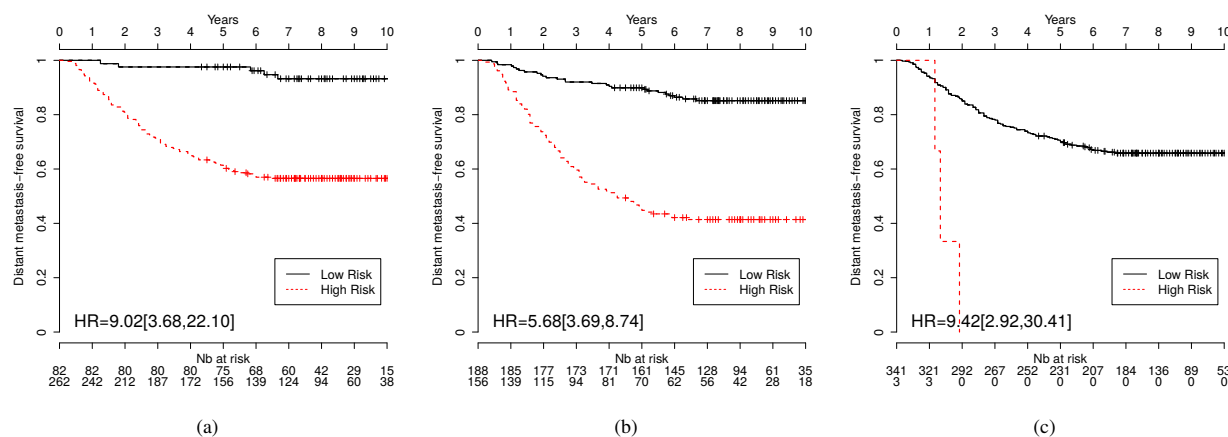 Years
0 1 2 3 4 5 6 7 8 9 10
Distant metastasis-free survival
1
0.8
0.6
0.4
0.2
0
Low Risk
High Risk
HR=9.02[3.68,22.10]
Nb at risk
82 82 80 80 80 75 68 60 42 29 15
262 242 212 187 172 156 139 124 94 60 38
(a)
Years
0 1 2 3 4 5 6 7 8 9 10
Distant metastasis-free survival
1
0.8
0.6
0.4
0.2
0
Low Risk
High Risk
HR=5.68[3.69,8.74]
Nb at risk
188 185 177 173 171 161 145 128 94 61 35
156 139 115 94 81 70 62 56 42 28 18
(b)
Years
0 1 2 3 4 5 6 7 8 9 10
Distant metastasis-free survival
1
0.8
0.6
0.4
0.2
0
Low Risk
High Risk
HR=9.42[2.92,30.41]
Nb at risk
341 321 292 267 252 231 207 184 136 89 53
3 3 0 0 0 0 0 0 0 0 0
(c)